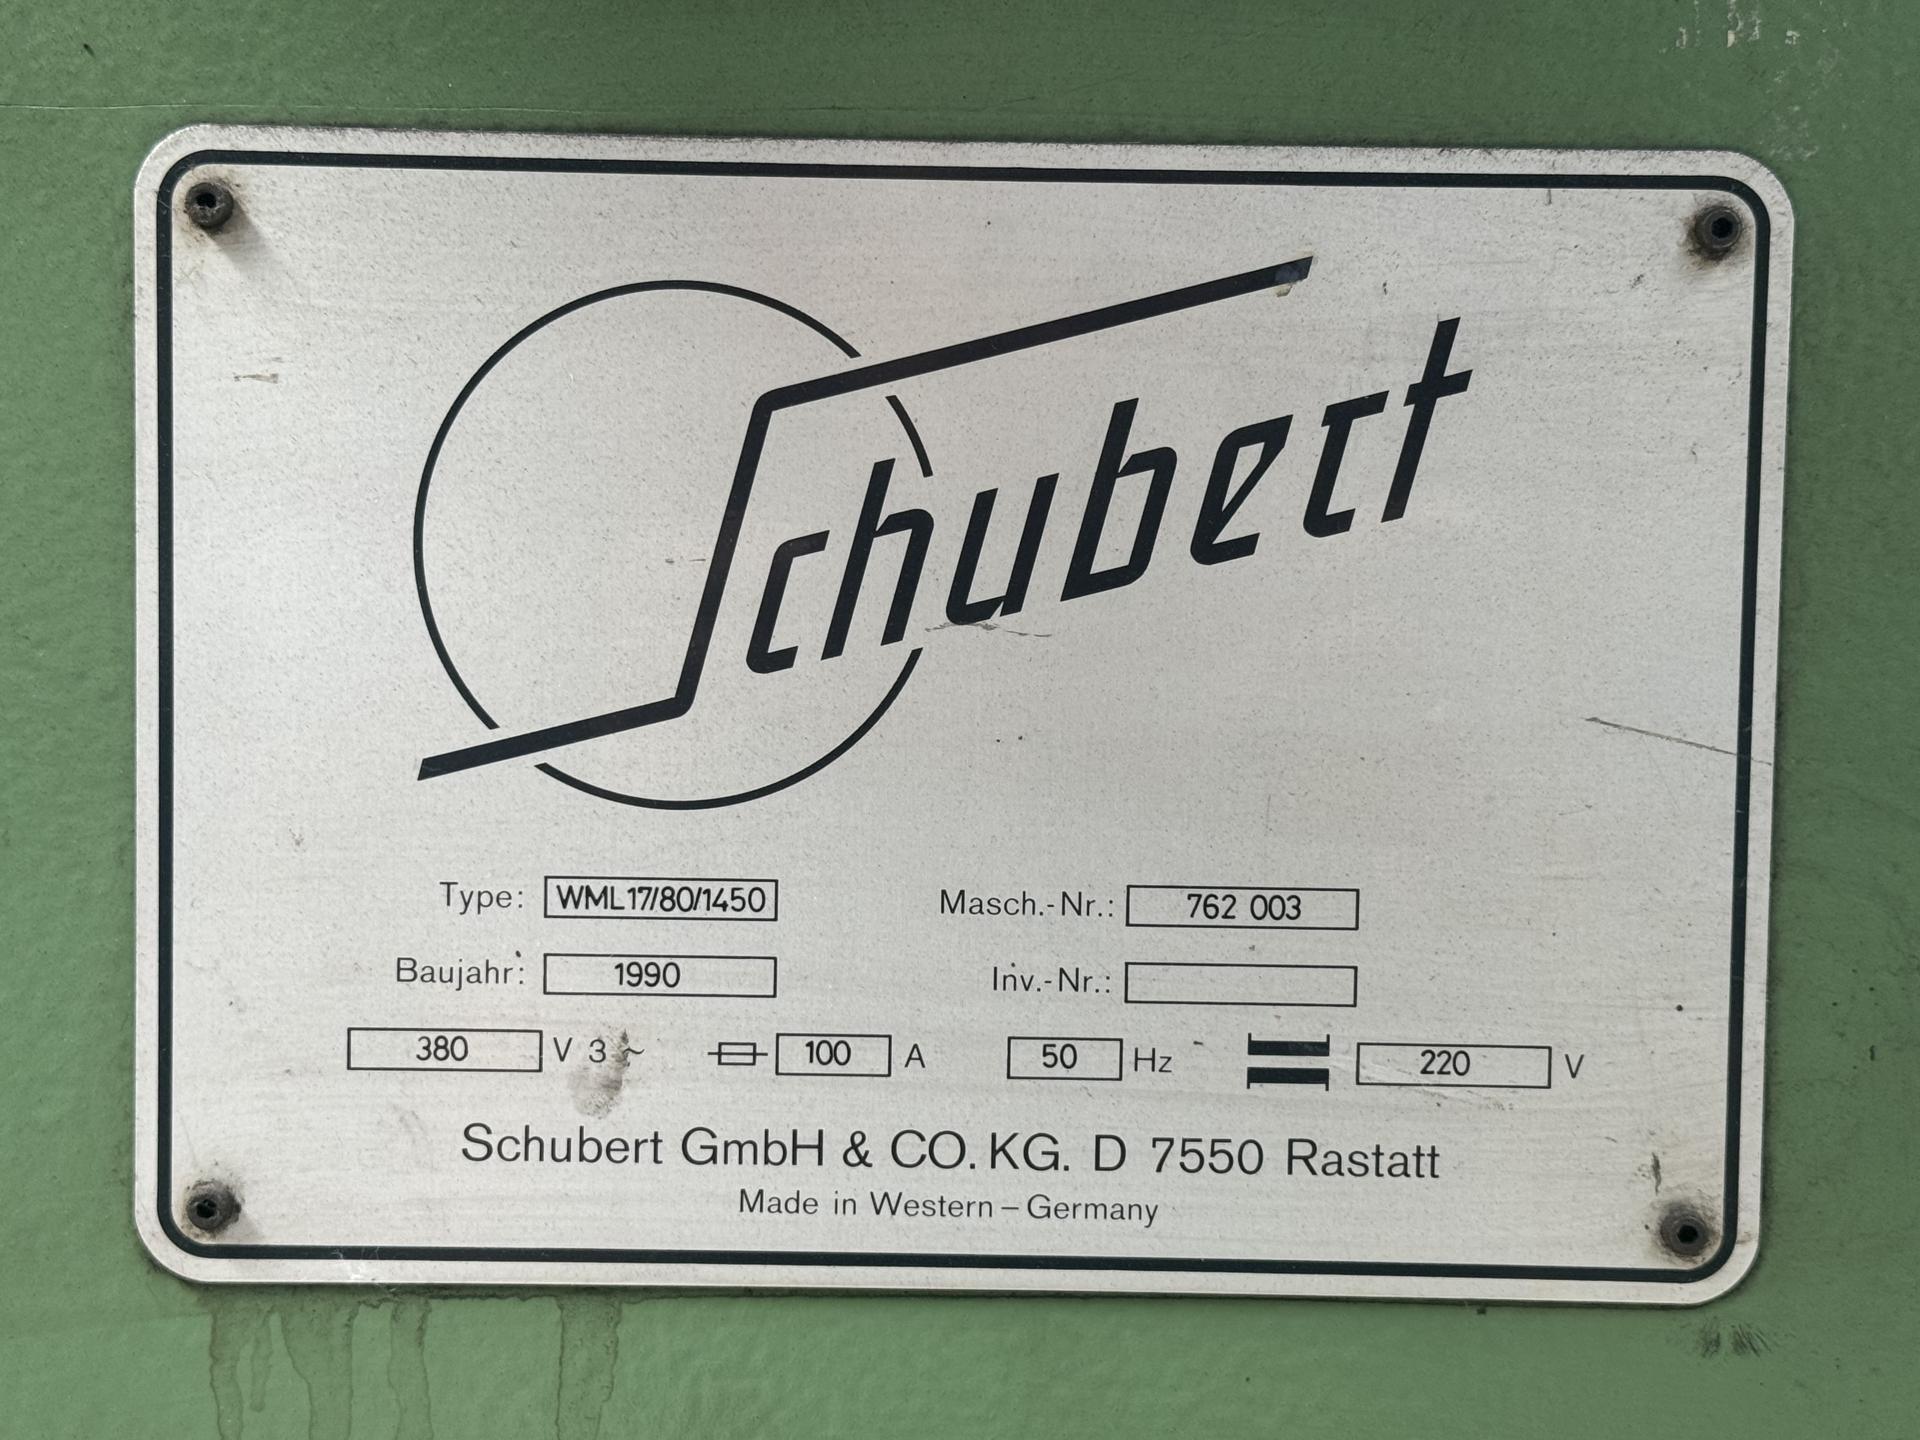 Schubert
Type: WML17/80/1450 Masch.-Nr.: 762 003
Baujahr: 1990 Inv.-Nr.:
380 V 3~ 100 A 50 Hz 220 V
Schubert GmbH & CO. KG. D 7550 Rastatt
Made in Western – Germany